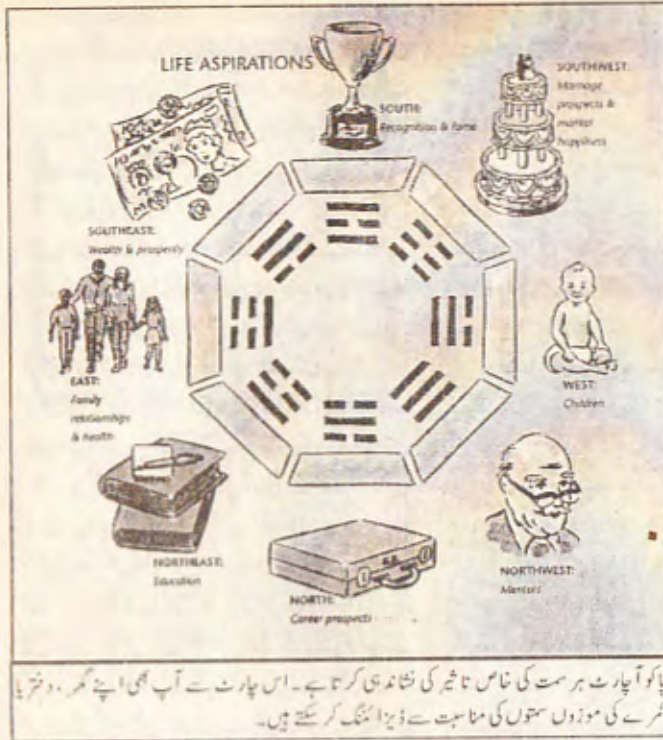 LIFE ASPIRATIONS
SOUTH:
Recognition & fame
SOUTHWEST:
Marriage
prospects &
marital
happiness
SOUTHEAST:
Wealth & prosperity
EAST:
Family
relationships
& health
WEST:
Children
NORTHEAST:
Education
NORTH:
Career prospects
NORTHWEST:
Mentors
پاکوا چارٹ ہر سمت کی خاص تاثیر کی نشاندہی کرتا ہے۔ اس چارٹ سے آپ بھی اپنے گھر، دفتر یا
کمرے کی موزوں سمتوں کی مناسبت سے ڈیزائننگ کر سکتے ہیں۔